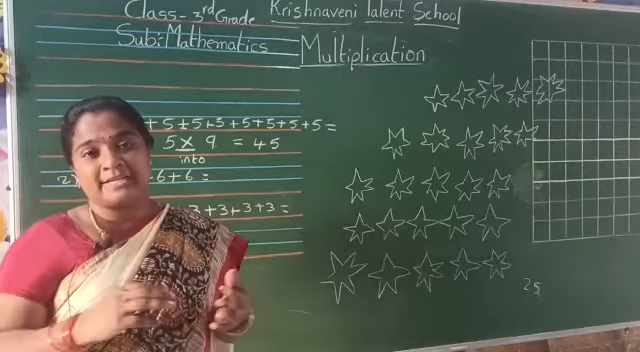 Class-3rd Grade Krishnaveni Talent School
Sub:-Mathematics Multiplication
+ 5 + 5 + 5 + 5 + 5 + 5 + 5 =
5 × 9 = 45
into
2) 6 + 6 =
3 + 3 + 3 + 3 =
25